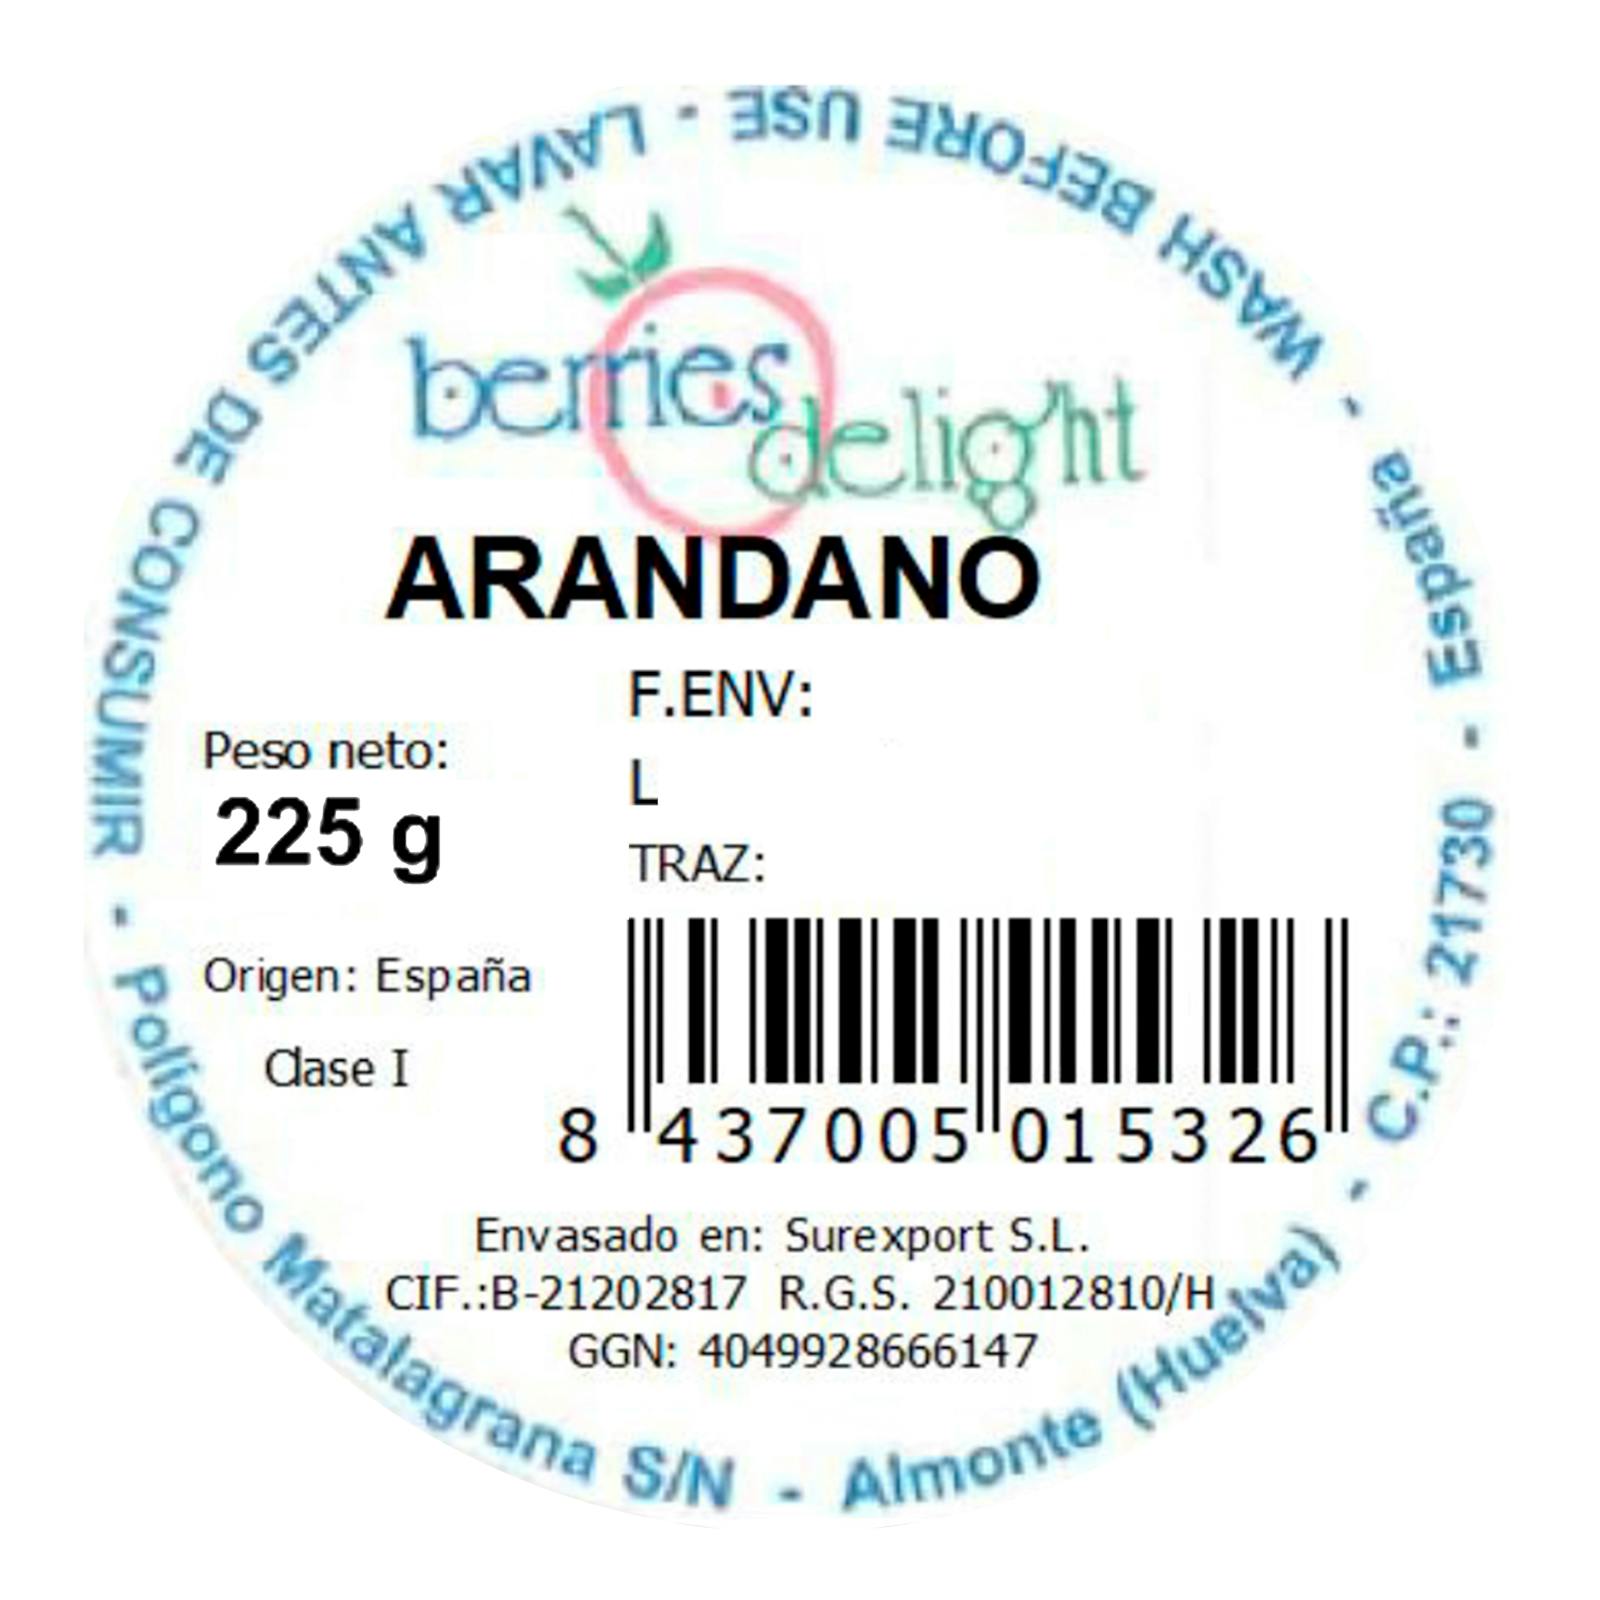 berries
delight
ARANDANO
F.ENV:
L
TRAZ:
Peso neto:
225 g
Origen: España
Clase I
8 437005 015326
Envasado en: Surexport S.L.
CIF.:B-21202817 R.G.S. 210012810/H
GGN: 4049928666147
LAVAR ANTES DE CONSUMIR - Polígono Matalagrana S/N - Almonte (Huelva) - C.P.: 21730 - España - WASH BEFORE USE -